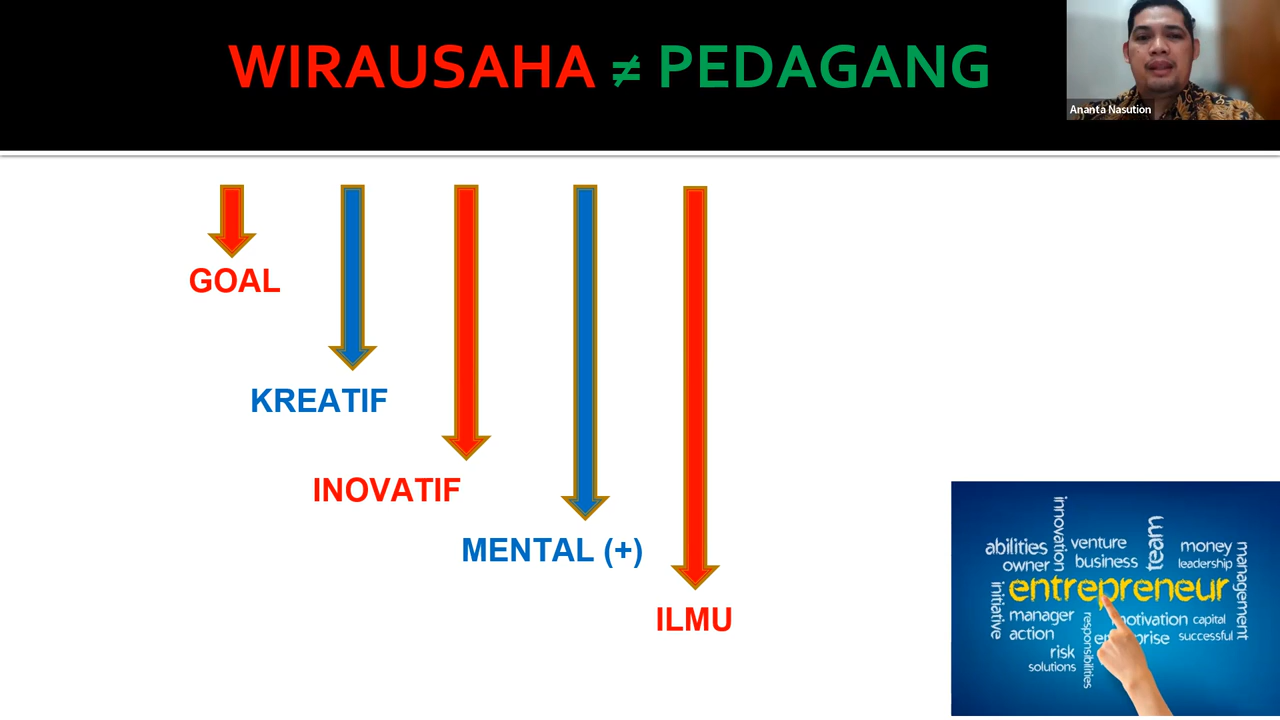 WIRAUSAHA ≠ PEDAGANG
Ananta Nasution
GOAL
KREATIF
INOVATIF
MENTAL (+)
ILMU
innovation
team
abilities
venture
money
owner
business
leadership
management
entrepreneur
initiative
manager
responsibilities
motivation
capital
action
successful
risk
solutions